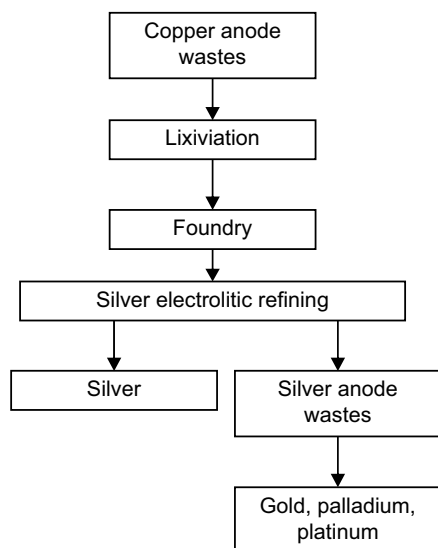 Copper anode
wastes
Lixiviation
Foundry
Silver electrolitic refining
Silver
Silver anode
wastes
Gold, palladium,
platinum